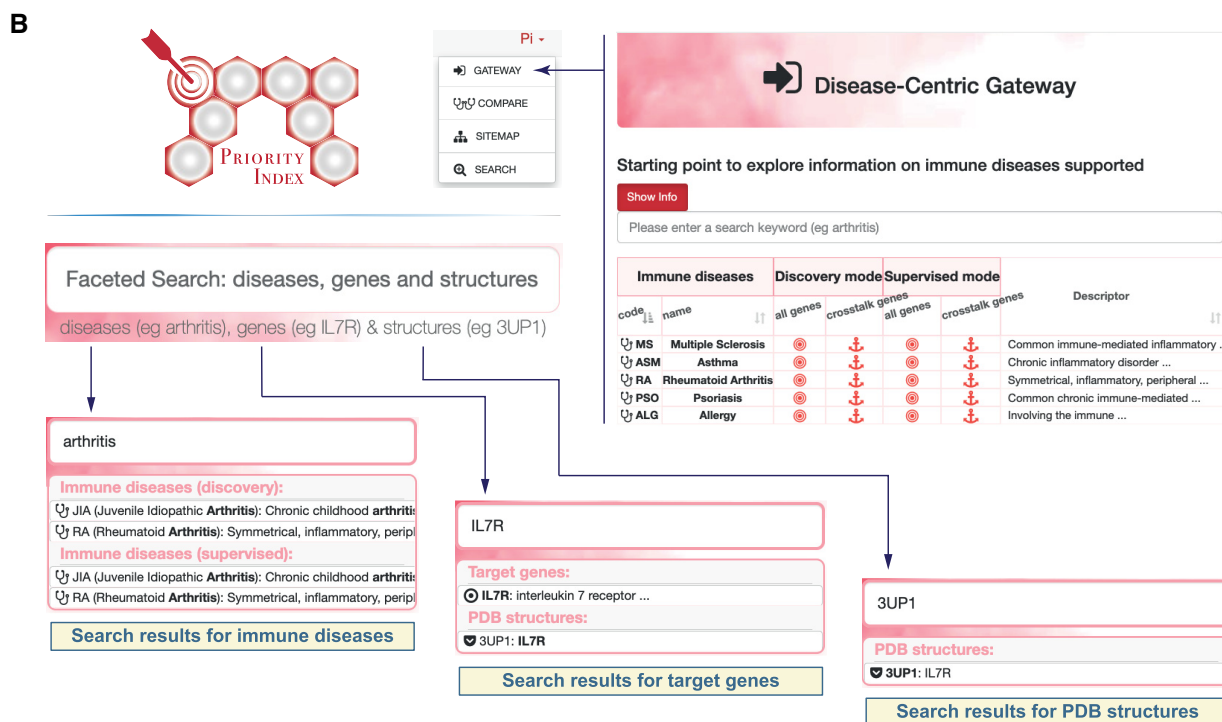 B
PRIORITY
INDEX
Pi
GATEWAY
COMPARE
SITEMAP
SEARCH
Disease-Centric Gateway
Starting point to explore information on immune diseases supported
Show Info
Please enter a search keyword (eg arthritis)
Immune diseases Discovery mode Supervised mode
code name all genes crosstalk genes all genes crosstalk genes Descriptor
MS Multiple Sclerosis Common immune-mediated inflammatory ..
ASM Asthma Chronic inflammatory disorder ...
RA Rheumatoid Arthritis Symmetrical, inflammatory, peripheral ...
PSO Psoriasis Common chronic immune-mediated ...
ALG Allergy Involving the immune ...
Faceted Search: diseases, genes and structures
diseases (eg arthritis), genes (eg IL7R) & structures (eg 3UP1)
arthritis
Immune diseases (discovery):
JIA (Juvenile Idiopathic Arthritis): Chronic childhood arthritis
RA (Rheumatoid Arthritis): Symmetrical, inflammatory, perip
Immune diseases (supervised):
JIA (Juvenile Idiopathic Arthritis): Chronic childhood arthritis
RA (Rheumatoid Arthritis): Symmetrical, inflammatory, perip
Search results for immune diseases
IL7R
Target genes:
IL7R: interleukin 7 receptor ...
PDB structures:
3UP1: IL7R
Search results for target genes
3UP1
PDB structures:
3UP1: IL7R
Search results for PDB structures